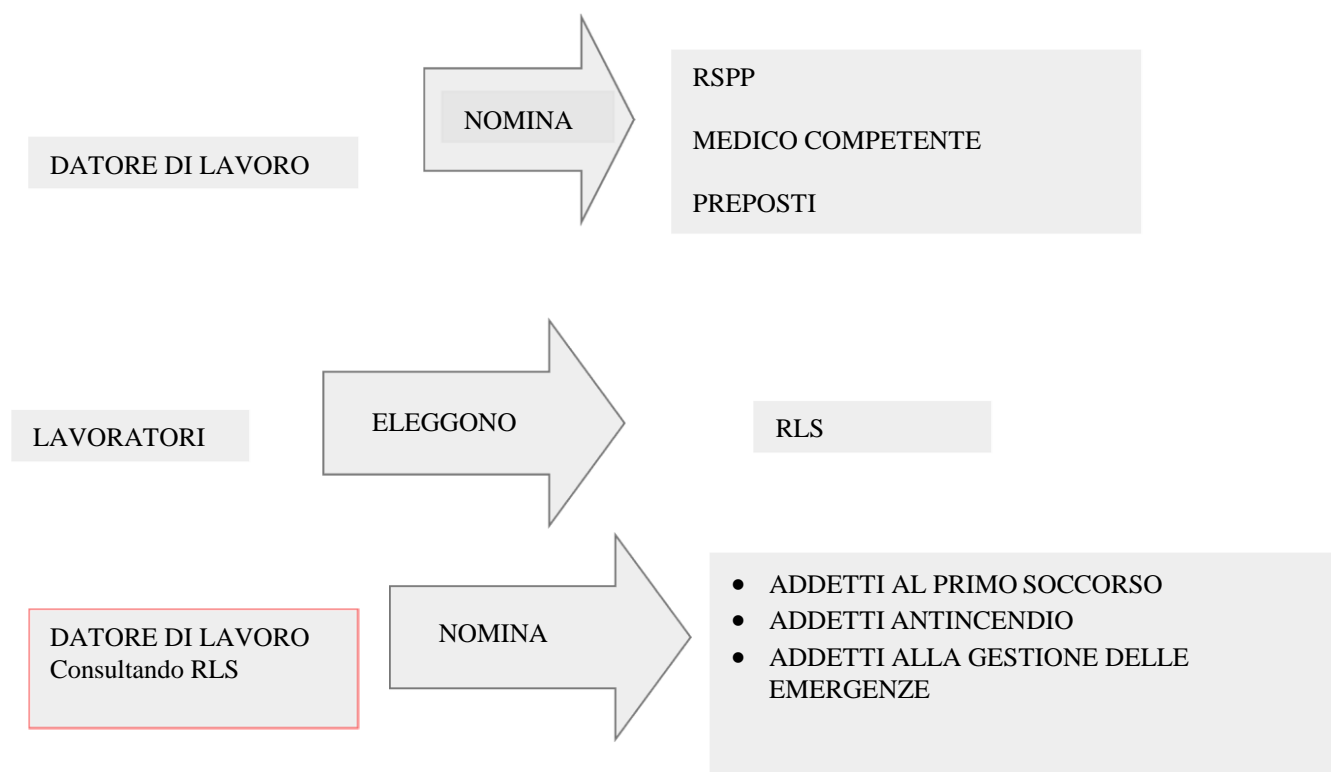 DATORE DI LAVORO
NOMINA
RSPP
MEDICO COMPETENTE
PREPOSTI
LAVORATORI
ELEGGONO
RLS
DATORE DI LAVORO
Consultando RLS
NOMINA
• ADDETTI AL PRIMO SOCCORSO
• ADDETTI ANTINCENDIO
• ADDETTI ALLA GESTIONE DELLE
EMERGENZE